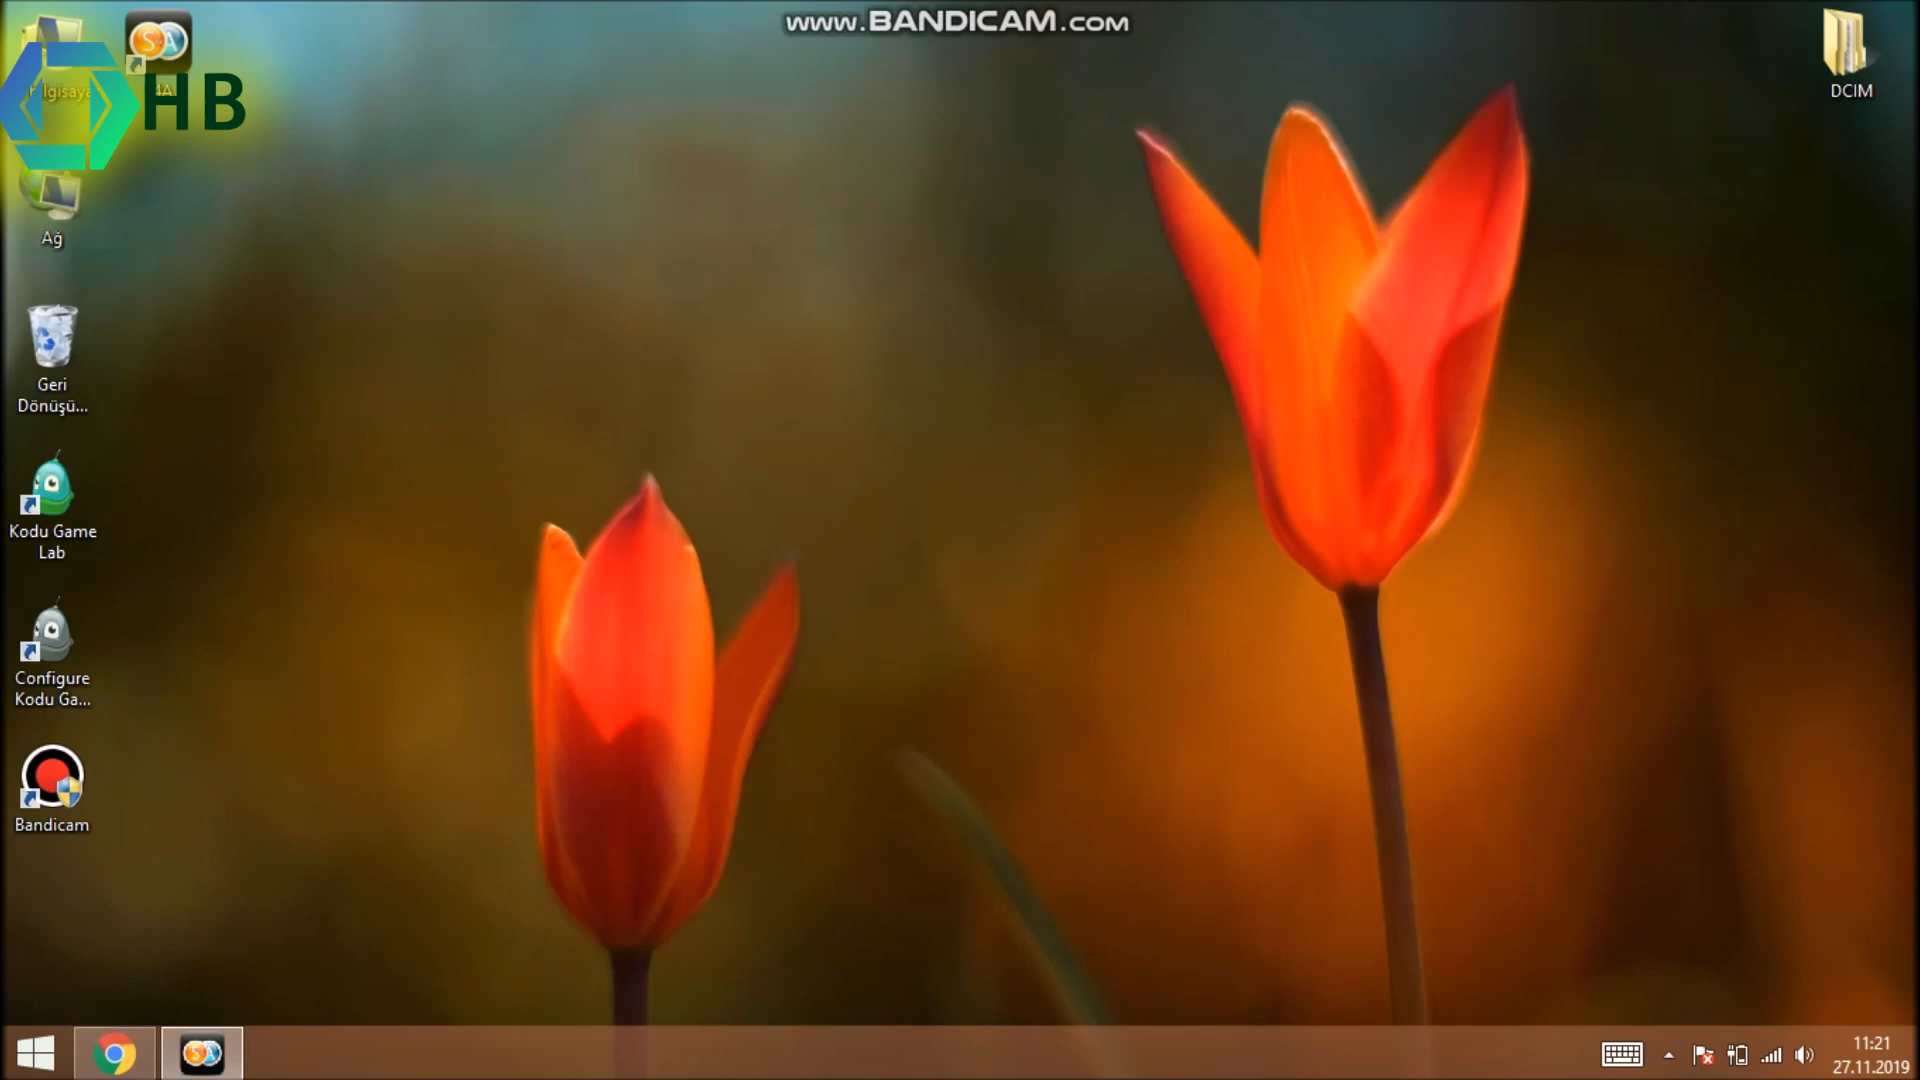 www.BANDICAM.com
HB
DCIM
Ağ
Geri
Dönüşü...
Kodu Game
Lab
Configure
Kodu Ga...
Bandicam
11:21
27.11.2019